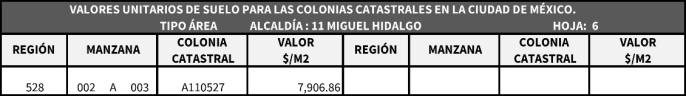 VALORES UNITARIOS DE SUELO PARA LAS COLONIAS CATASTRALES EN LA CIUDAD DE MÉXICO.
TIPO ÁREA ALCALDÍA : 11 MIGUEL HIDALGO HOJA: 6
REGIÓN MANZANA COLONIA CATASTRAL VALOR $/M2 REGIÓN MANZANA COLONIA CATASTRAL VALOR $/M2
528 002 A 003 A110527 7,906.86